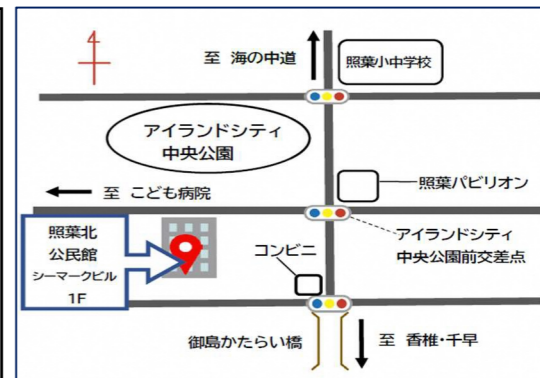 4
至 海の中道
照葉小中学校
アイランドシティ
中央公園
照葉パビリオン
至 こども病院
照葉北
公民館
シーマークビル
1F
コンビニ
アイランドシティ
中央公園前交差点
御島かたらい橋
至 香椎・千早